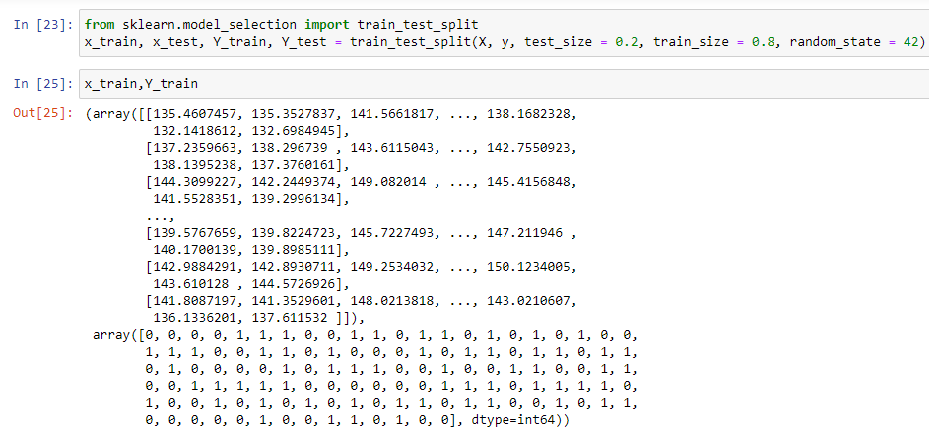 In [23]: from sklearn.model_selection import train_test_split
x_train, x_test, Y_train, Y_test = train_test_split(X, y, test_size = 0.2, train_size = 0.8, random_state = 42)
In [25]: x_train,Y_train
Out[25]: (array([[135.4607457, 135.3527837, 141.5661817, ..., 138.1682328,
132.1418612, 132.6984945],
[137.2359663, 138.296739 , 143.6115043, ..., 142.7550923,
138.1395238, 137.3760161],
[144.3099227, 142.2449374, 149.082014 , ..., 145.4156848,
141.5528351, 139.2996134],
...,
[139.5767659, 139.8224723, 145.7227493, ..., 147.211946 ,
140.1700139, 139.8985111],
[142.9884291, 142.8930711, 149.2534032, ..., 150.1234005,
143.610128 , 144.5726926],
[141.8087197, 141.3529601, 148.0213818, ..., 143.0210607,
136.1336201, 137.611532 ]]),
array([0, 0, 0, 0, 1, 1, 1, 0, 0, 1, 1, 0, 1, 1, 0, 1, 0, 1, 0, 1, 0, 0,
1, 1, 1, 0, 0, 1, 1, 0, 1, 0, 0, 0, 1, 0, 1, 1, 0, 1, 1, 0, 1, 1,
0, 1, 0, 0, 0, 0, 1, 0, 1, 1, 1, 0, 0, 1, 0, 0, 1, 1, 0, 0, 1, 1,
0, 0, 1, 1, 1, 1, 1, 0, 0, 0, 0, 0, 0, 1, 1, 1, 0, 1, 1, 1, 1, 0,
1, 0, 0, 1, 0, 1, 0, 1, 0, 1, 0, 1, 1, 0, 1, 1, 0, 0, 1, 0, 1, 1,
0, 0, 0, 0, 0, 1, 0, 0, 1, 1, 0, 1, 0, 0], dtype=int64))